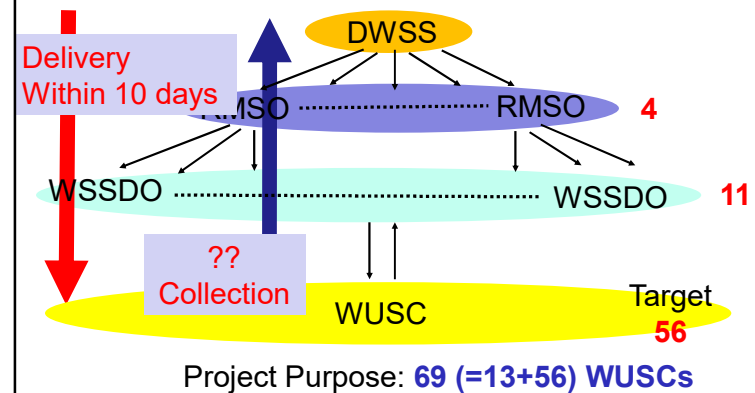 DWSS
Delivery
Within 10 days
RMSO RMSO 4
WSSDO WSSDO 11
??
Collection
WUSC
Target
56
Project Purpose: 69 (=13+56) WUSCs